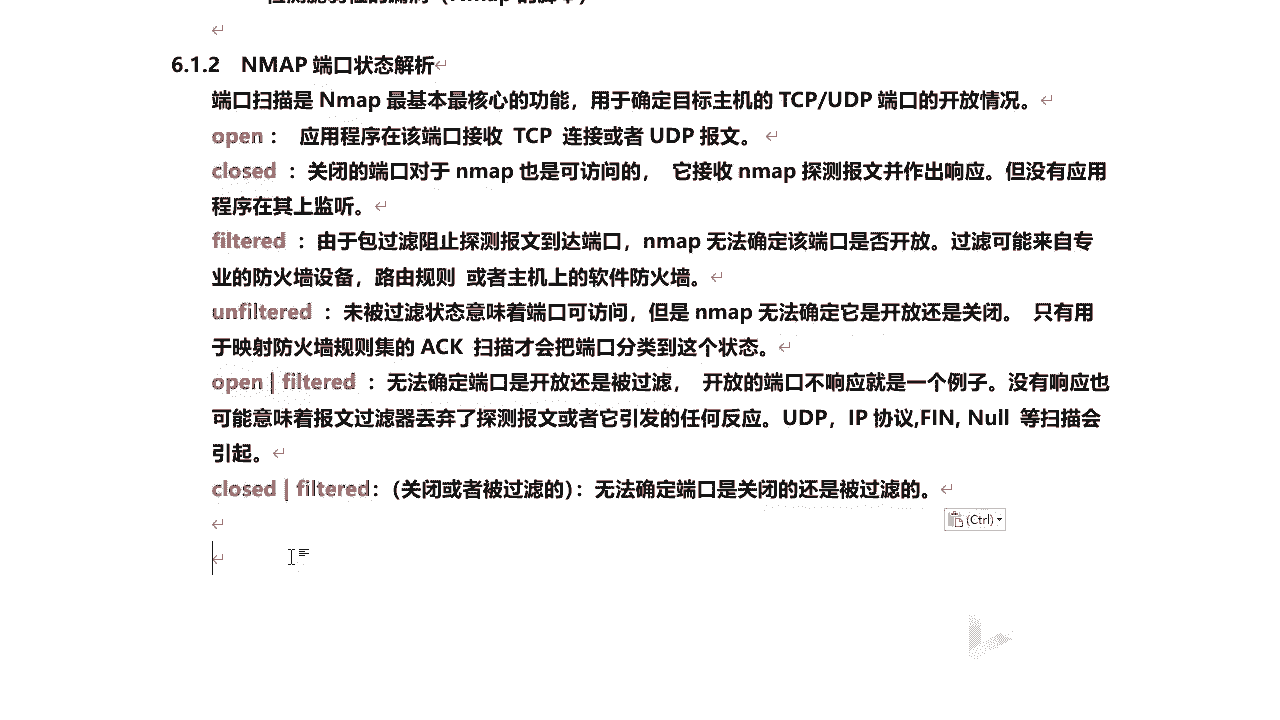 6.1.2 NMAP 端口状态解析
端口扫描是 Nmap 最基本最核心的功能，用于确定目标主机的 TCP/UDP 端口的开放情况。
open： 应用程序在该端口接收 TCP 连接或者 UDP 报文。
closed ：关闭的端口对于 nmap 也是可访问的， 它接收 nmap 探测报文并作出响应。但没有应用
程序在其上监听。
filtered ：由于包过滤阻止探测报文到达端口，nmap 无法确定该端口是否开放。过滤可能来自专
业的防火墙设备，路由规则 或者主机上的软件防火墙。
unfiltered ：未被过滤状态意味着端口可访问，但是 nmap 无法确定它是开放还是关闭。 只有用
于映射防火墙规则集的 ACK 扫描才会把端口分类到这个状态。
open | filtered ：无法确定端口是开放还是被过滤， 开放的端口不响应就是一个例子。没有响应也
可能意味着报文过滤器丢弃了探测报文或者它引发的任何反应。UDP，IP 协议,FIN, Null 等扫描会
引起。
closed | filtered：（关闭或者被过滤的）：无法确定端口是关闭的还是被过滤的。
(Ctrl)